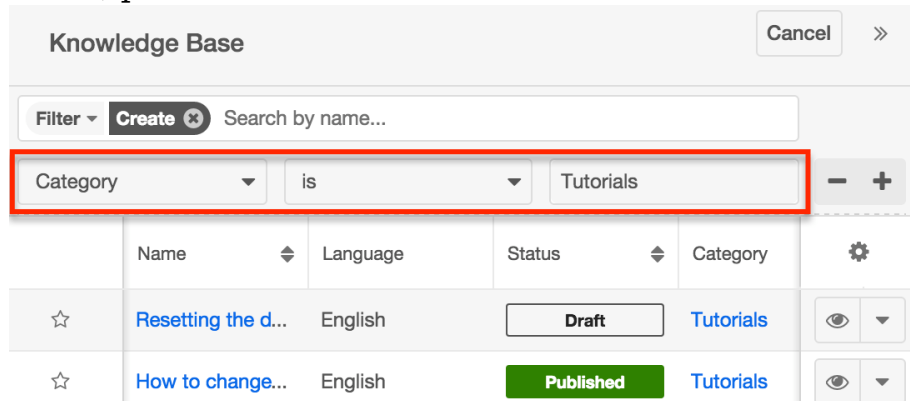 Knowledge Base Cancel »
Filter Create Search by name...
Category is Tutorials
Name Language Status Category
Resetting the d... English Draft Tutorials
How to change... English Published Tutorials